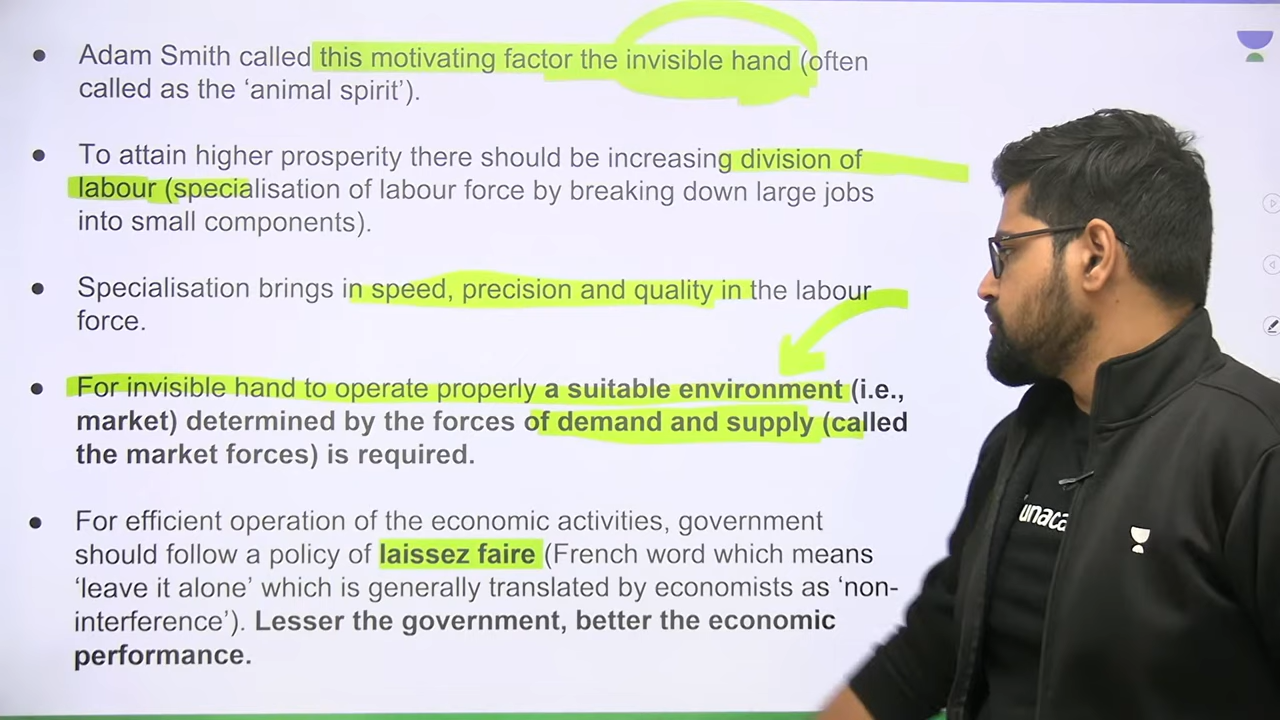 ● Adam Smith called this motivating factor the invisible hand (often
called as the ‘animal spirit’).
● To attain higher prosperity there should be increasing division of
labour (specialisation of labour force by breaking down large jobs
into small components).
● Specialisation brings in speed, precision and quality in the labour
force.
● For invisible hand to operate properly a suitable environment (i.e.,
market) determined by the forces of demand and supply (called
the market forces) is required.
● For efficient operation of the economic activities, government
should follow a policy of laissez faire (French word which means
‘leave it alone’ which is generally translated by economists as ‘non-
interference’). Lesser the government, better the economic
performance.
unaca